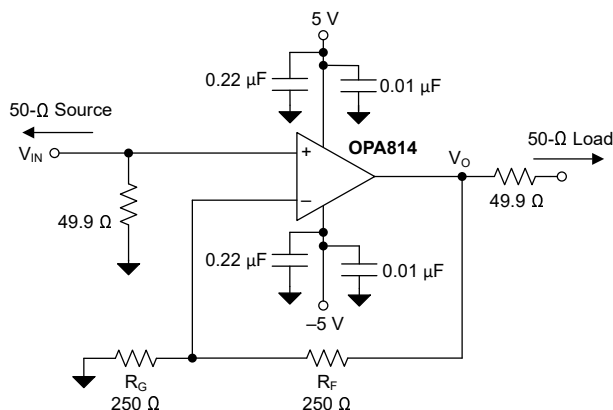 5 V
0.22 µF
0.01 µF
50-Ω Source
OPA814
50-Ω Load
V_IN
+
V_O
−
49.9 Ω
49.9 Ω
0.22 µF
0.01 µF
–5 V
R_G
250 Ω
R_F
250 Ω